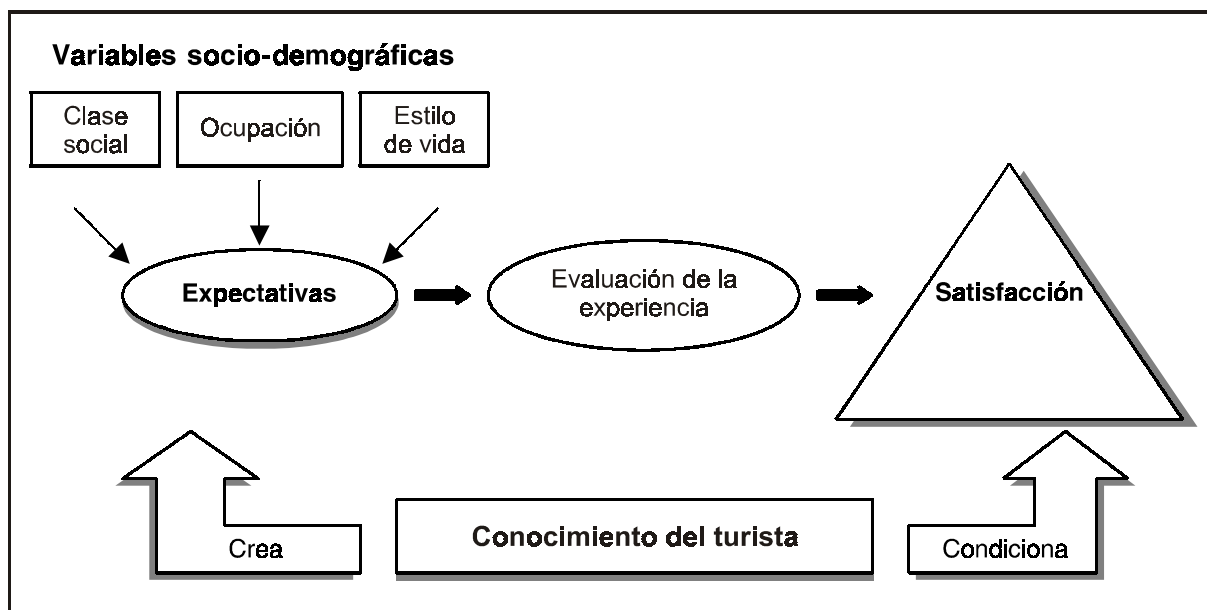 Variables socio-demográficas
Clase
social
Ocupación
Estilo
de vida
Expectativas
Evaluación de la
experiencia
Satisfacción
Crea
Conocimiento del turista
Condiciona